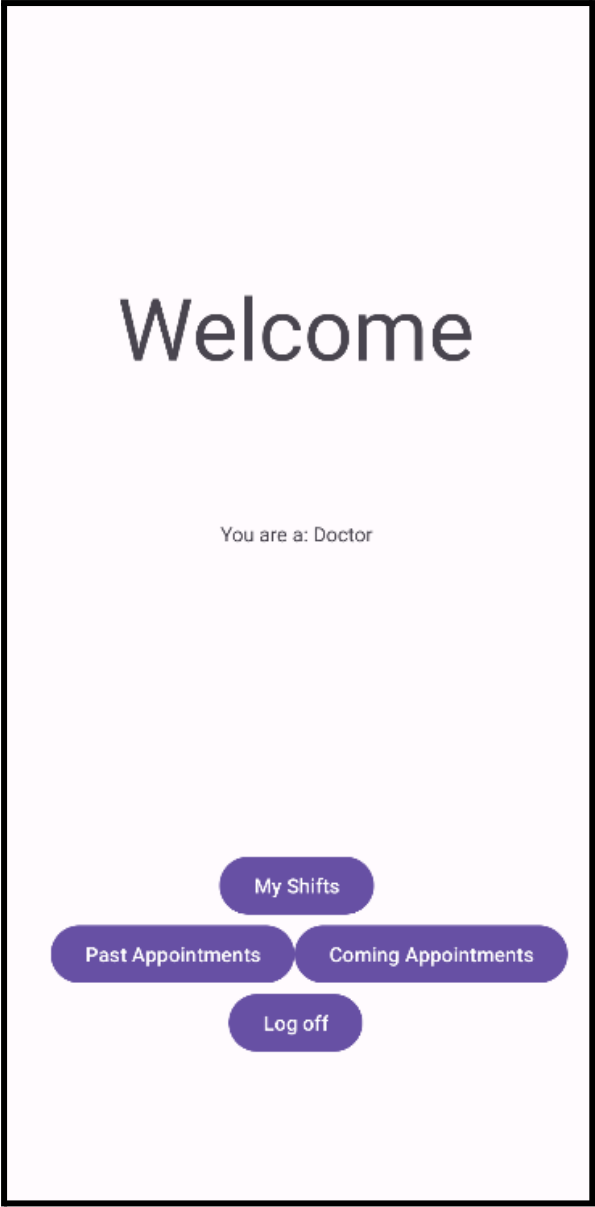 Welcome
You are a: Doctor
My Shifts
Past Appointments Coming Appointments
Log off